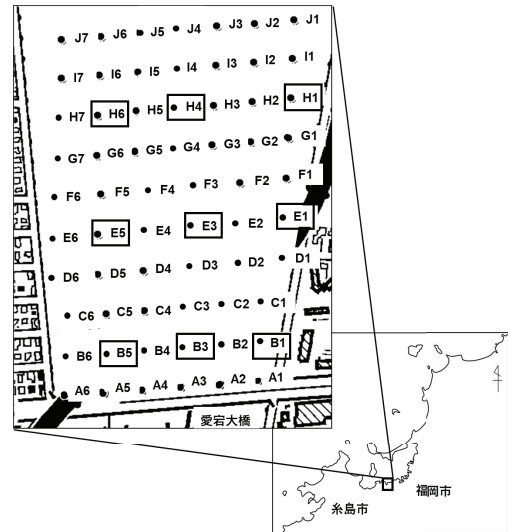 J7 J6 J5 J4 J3 J2 J1
I7 I6 I5 I4 I3 I2 I1
H7 H6 H5 H4 H3 H2 H1
G7 G6 G5 G4 G3 G2 G1
F6 F5 F4 F3 F2 F1
E6 E5 E4 E3 E2 E1
D6 D5 D4 D3 D2 D1
C6 C5 C4 C3 C2 C1
B6 B5 B4 B3 B2 B1
A6 A5 A4 A3 A2 A1
愛宕大橋
福岡市
糸島市